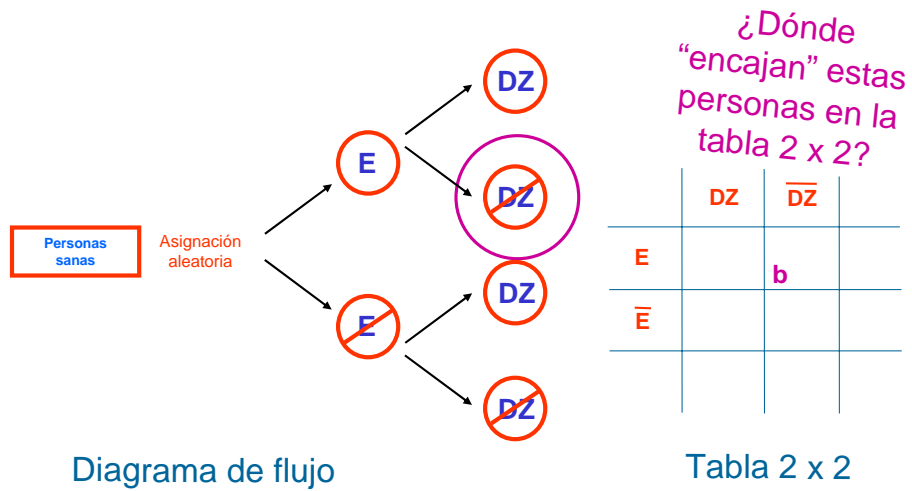 ¿Dónde
“encajan” estas
personas en la
tabla 2 x 2?
DZ
E
DZ
Personas
sanas
Asignación
aleatoria
DZ
E
DZ
DZ DZ
E
b
E
Diagrama de flujo
Tabla 2 x 2